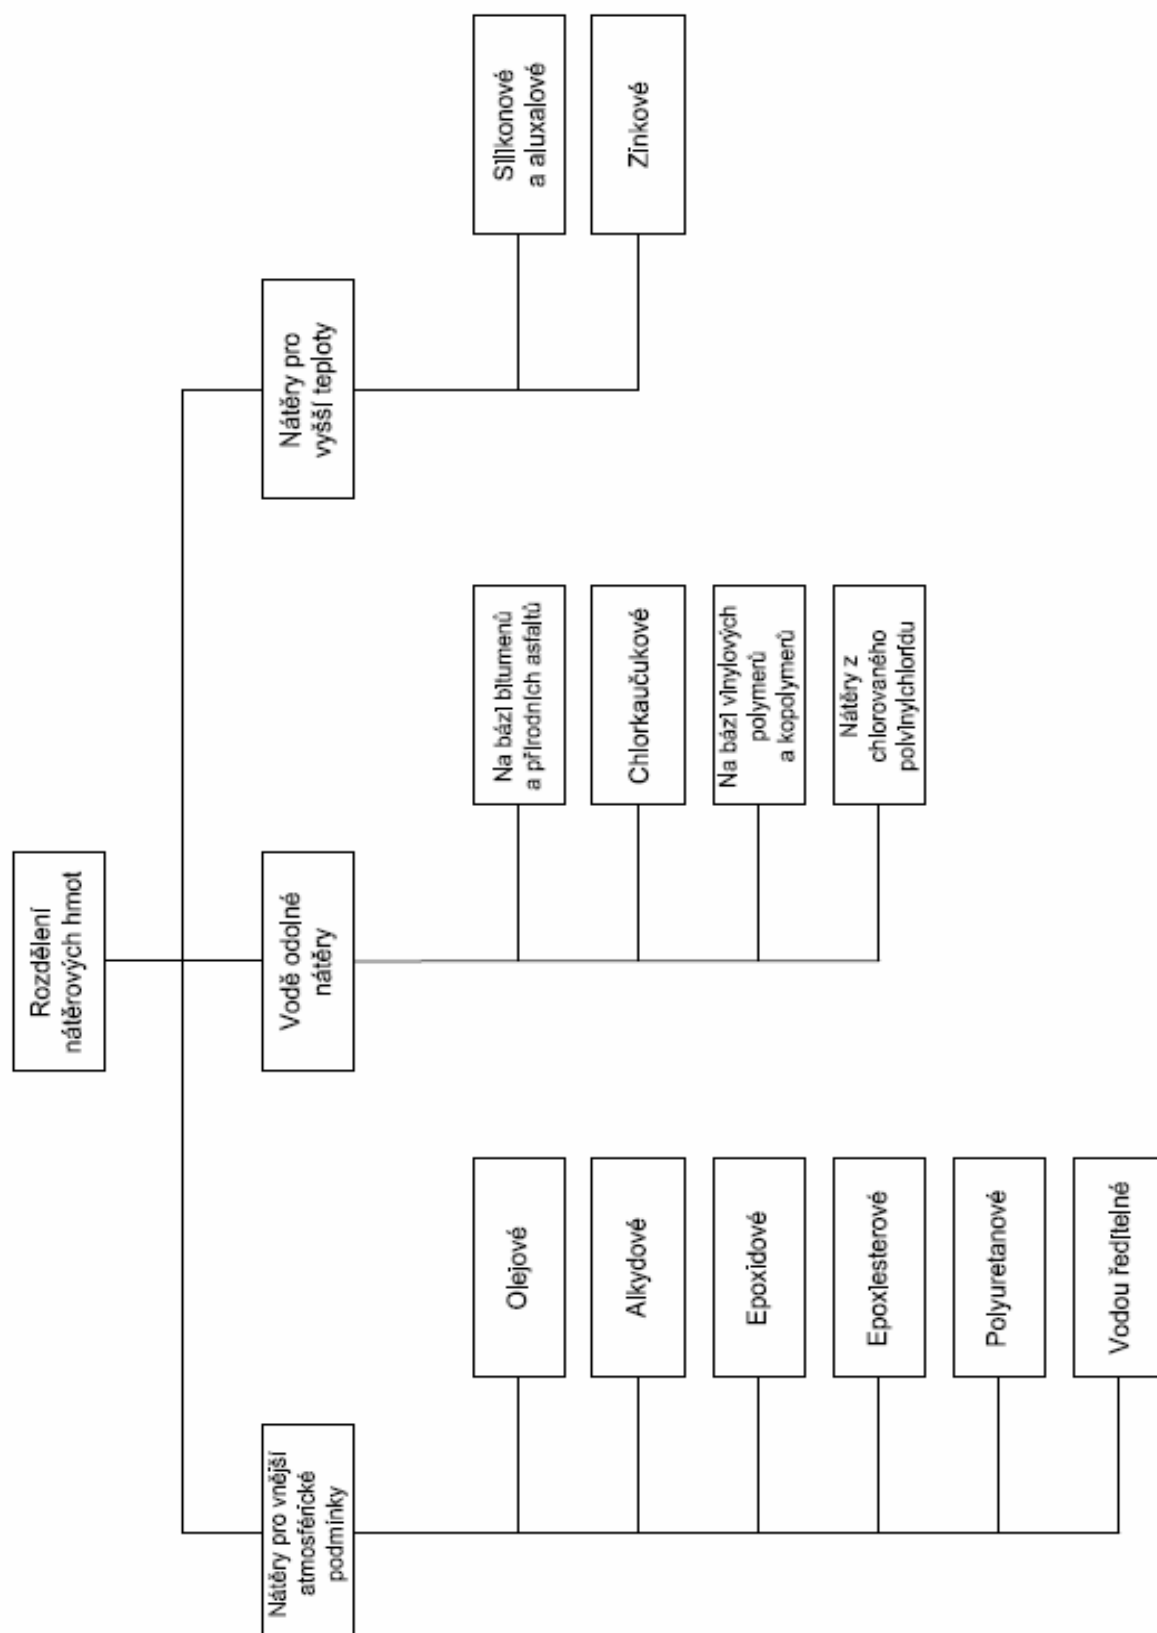 Rozdělení
nátěrových hmot
Nátěry pro vnější
atmosférické
podmínky
Olejové
Alkydové
Epoxidové
Epoxiesterové
Polyuretanové
Vodou ředitelné
Vodě odolné
nátěry
Na bázi bitumenů
a přírodních asfaltů
Chlorkaučukové
Na bázi vinylových
polymerů
a kopolymerů
Nátěry z
chlorovaného
polvinylchloridu
Nátěry pro
vyšší teploty
Silikonové
a aluxalové
Zinkové